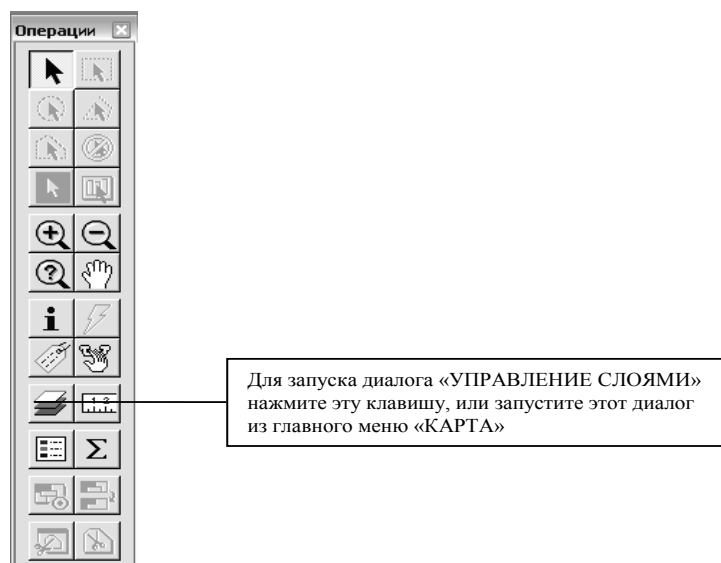 Операции
Для запуска диалога «УПРАВЛЕНИЕ СЛОЯМИ»
нажмите эту клавишу, или запустите этот диалог
из главного меню «КАРТА»